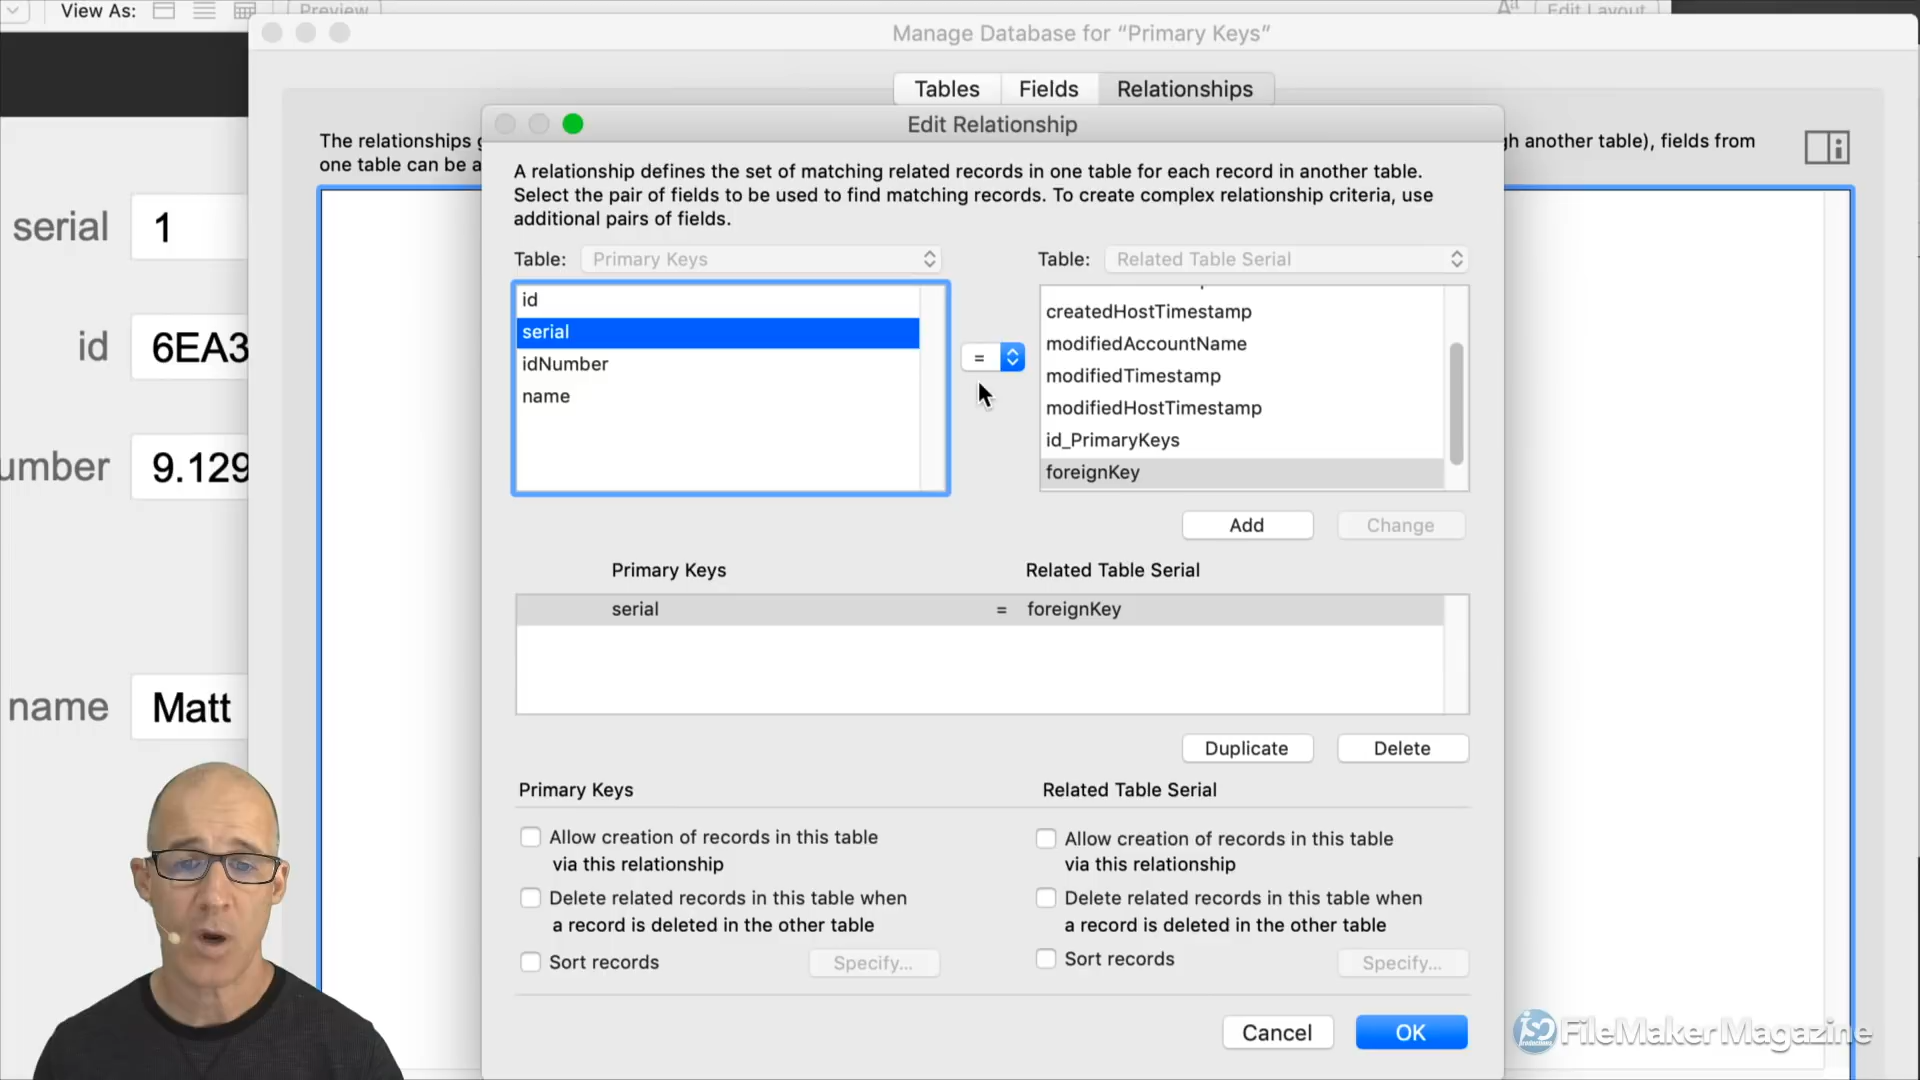 View As:
Preview
Edit Layout
Manage Database for “Primary Keys”
Tables
Fields
Relationships
The relationships
one table can be a
another table), fields from
Edit Relationship
A relationship defines the set of matching related records in one table for each record in another table.
Select the pair of fields to be used to find matching records. To create complex relationship criteria, use
additional pairs of fields.
Table: Primary Keys
Table: Related Table Serial
id
serial
idNumber
name
=
createdHostTimestamp
modifiedAccountName
modifiedTimestamp
modifiedHostTimestamp
id_PrimaryKeys
foreignKey
Add
Change
Primary Keys
Related Table Serial
serial = foreignKey
Duplicate
Delete
Primary Keys
Allow creation of records in this table
via this relationship
Delete related records in this table when
a record is deleted in the other table
Sort records
Specify...
Related Table Serial
Allow creation of records in this table
via this relationship
Delete related records in this table when
a record is deleted in the other table
Sort records
Specify...
Cancel
OK
serial 1
id 6EA3
umber 9.129
name Matt
FileMaker Magazine